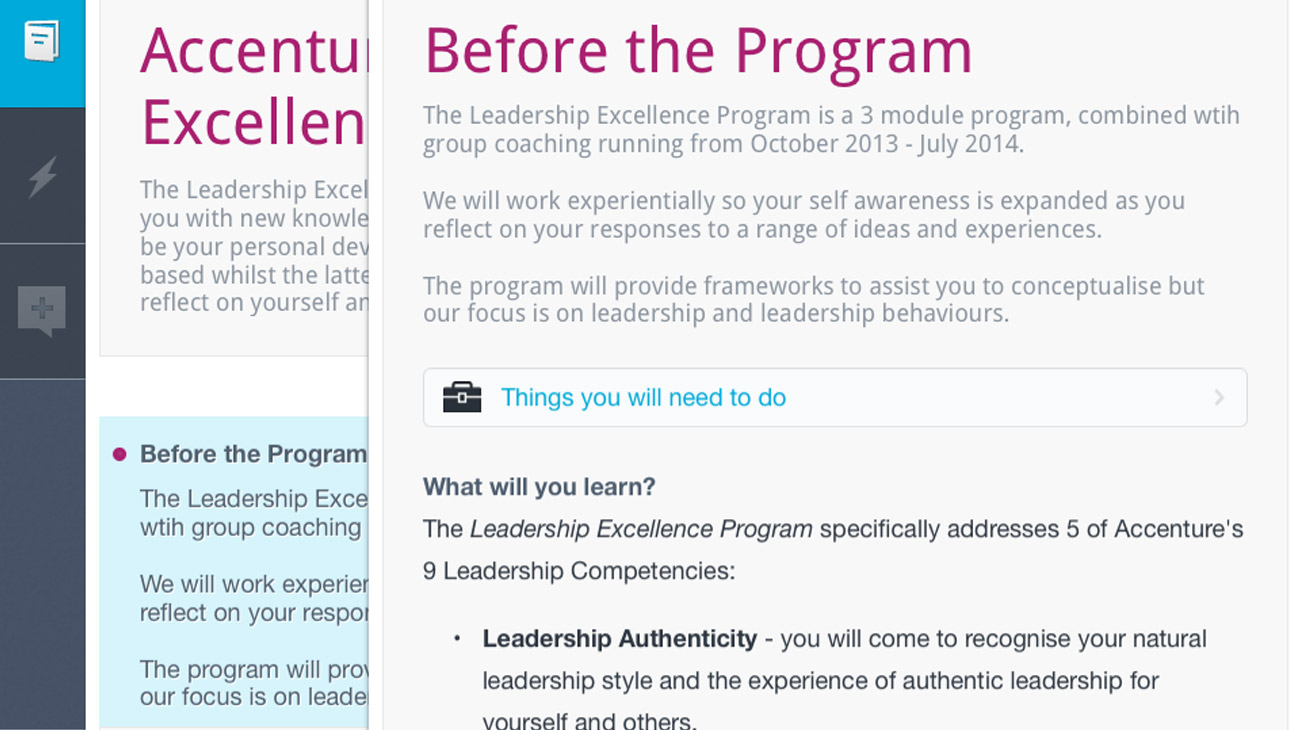 Accentu
Excellen
The Leadership Excel
you with new knowle
be your personal dev
based whilst the latte
reflect on yourself an
Before the Program
The Leadership Exce
wtih group coaching
We will work experier
reflect on your respor
The program will prov
our focus is on leade
Before the Program
The Leadership Excellence Program is a 3 module program, combined wtih
group coaching running from October 2013 - July 2014.
We will work experientially so your self awareness is expanded as you
reflect on your responses to a range of ideas and experiences.
The program will provide frameworks to assist you to conceptualise but
our focus is on leadership and leadership behaviours.
Things you will need to do
What will you learn?
The Leadership Excellence Program specifically addresses 5 of Accenture's
9 Leadership Competencies:
• Leadership Authenticity - you will come to recognise your natural
leadership style and the experience of authentic leadership for
yourself and others.